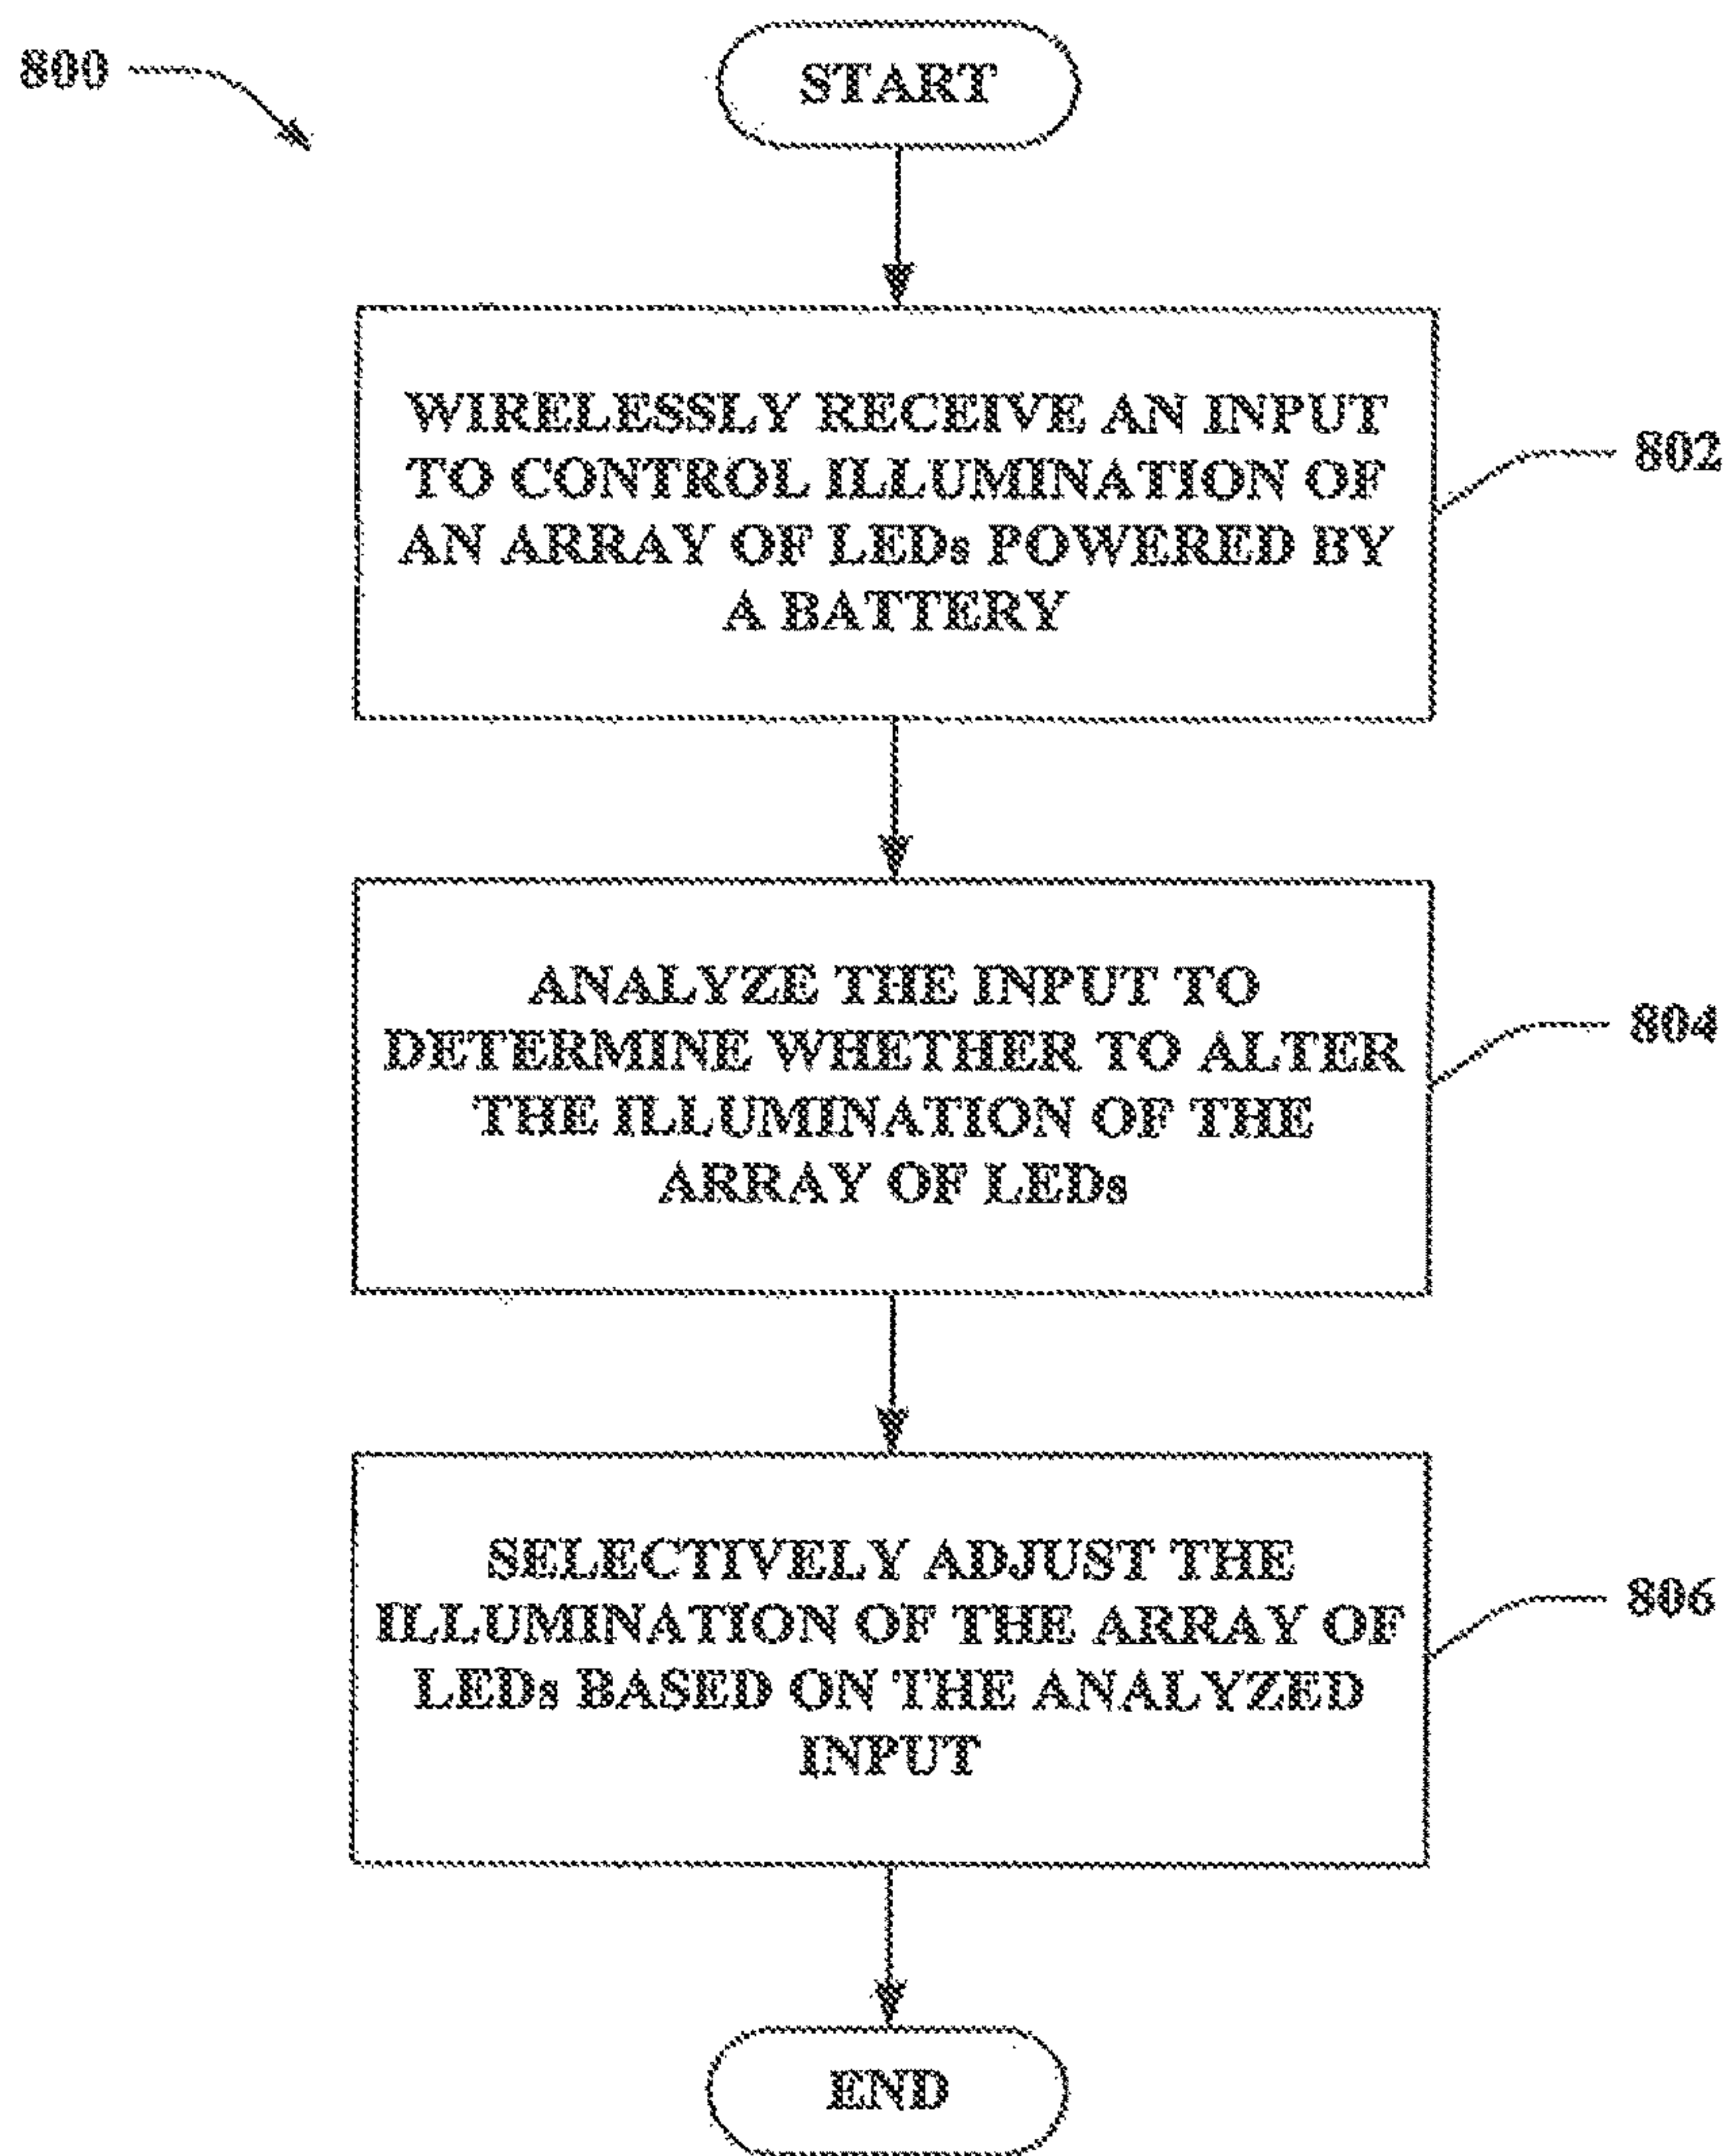 800
START
WIRELESSLY RECEIVE AN INPUT
TO CONTROL ILLUMINATION OF
AN ARRAY OF LEDs POWERED BY
A BATTERY
802
ANALYZE THE INPUT TO
DETERMINE WHETHER TO ALTER
THE ILLUMINATION OF THE
ARRAY OF LEDs
804
SELECTIVELY ADJUST THE
ILLUMINATION OF THE ARRAY OF
LEDs BASED ON THE ANALYZED
INPUT
806
END